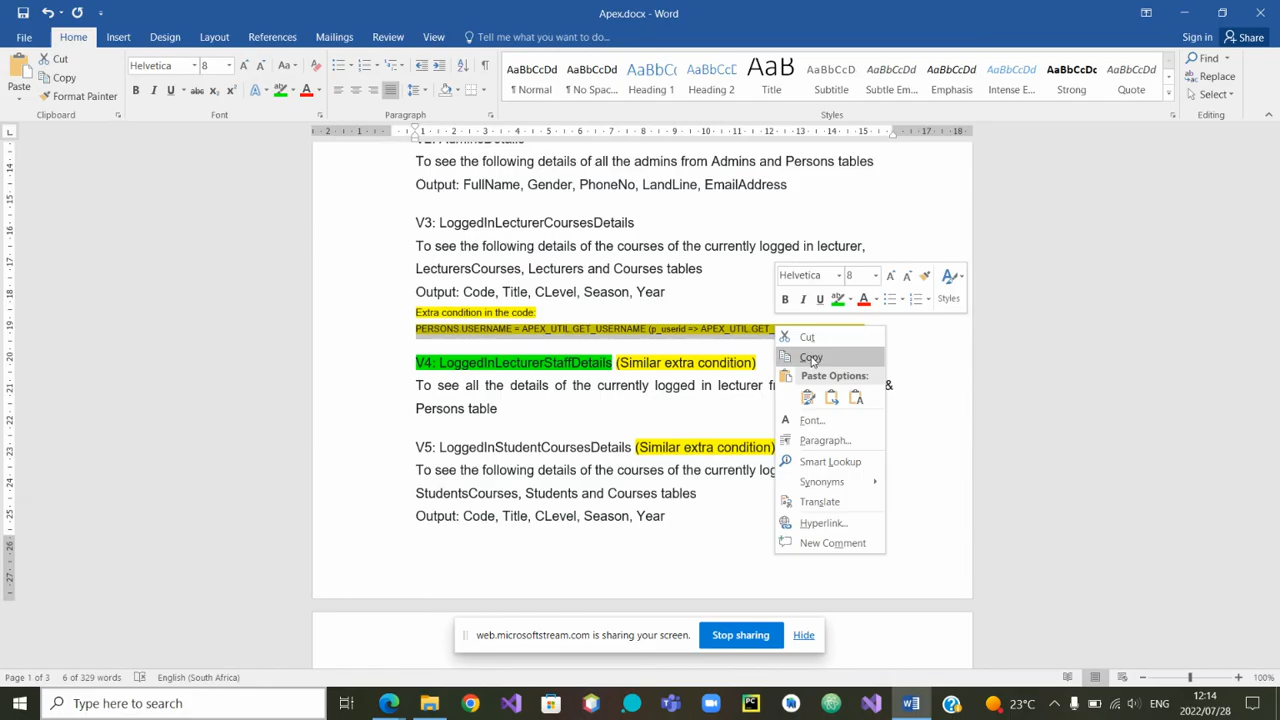 Apex.docx - Word
File Home Insert Design Layout References Mailings Review View Tell me what you want to do... Sign in Share
Paste
Cut
Copy
Format Painter
Clipboard
Helvetica 8
Font
Paragraph
AaBbCcDd AaBbCcDd AaBbC( AaBbCcE AaB AaBbCcD AaBbCcDd AaBbCcDd AaBbCcDd AaBbCcDc AaBbCcDd
¶ Normal ¶ No Spac... Heading 1 Heading 2 Title Subtitle Subtle Em... Emphasis Intense E... Strong Quote
Styles
Find
Replace
Select
Editing
To see the following details of all the admins from Admins and Persons tables
Output: FullName, Gender, PhoneNo, LandLine, EmailAddress
V3: LoggedInLecturerCoursesDetails
To see the following details of the courses of the currently logged in lecturer,
LecturersCourses, Lecturers and Courses tables
Output: Code, Title, CLevel, Season, Year
Extra condition in the code:
PERSONS.USERNAME = APEX_UTIL.GET_USERNAME (p_userid => APEX_UTIL.GET_
V4: LoggedInLecturerStaffDetails (Similar extra condition)
To see all the details of the currently logged in lecturer &
Persons table
V5: LoggedInStudentCoursesDetails (Similar extra condition)
To see the following details of the courses of the currently
StudentsCourses, Students and Courses tables
Output: Code, Title, CLevel, Season, Year
Helvetica 8
Styles
Cut
Copy
Paste Options:
Font...
Paragraph...
Smart Lookup
Synonyms
Translate
Hyperlink...
New Comment
web.microsoftstream.com is sharing your screen. Stop sharing Hide
Page 1 of 3 6 of 329 words English (South Africa) 100%
Type here to search
23°C ENG
12:14
2022/07/28